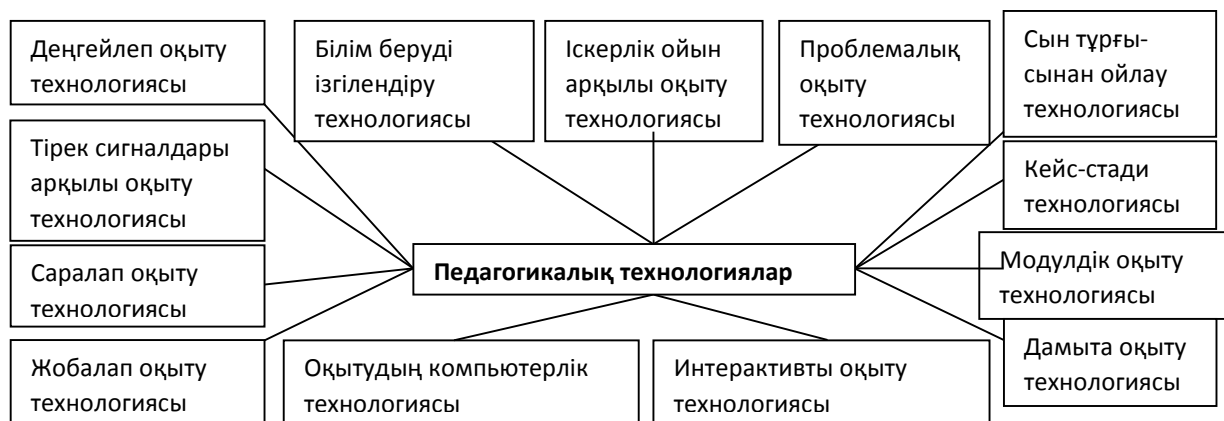 Деңгейлеп оқыту
технологиясы
Білім беруді
ізгілендіру
технологиясы
Іскерлік ойын
арқылы оқыту
технологиясы
Проблемалық
оқыту
технологиясы
Сын тұрғы-
сынан ойлау
технологиясы
Тірек сигналдары
арқылы оқыту
технологиясы
Кейс-стади
технологиясы
Педагогикалық технологиялар
Саралап оқыту
технологиясы
Модулдік оқыту
технологиясы
Жобалап оқыту
технологиясы
Оқытудың компьютерлік
технологиясы
Интерактивты оқыту
технологиясы
Дамыта оқыту
технологиясы